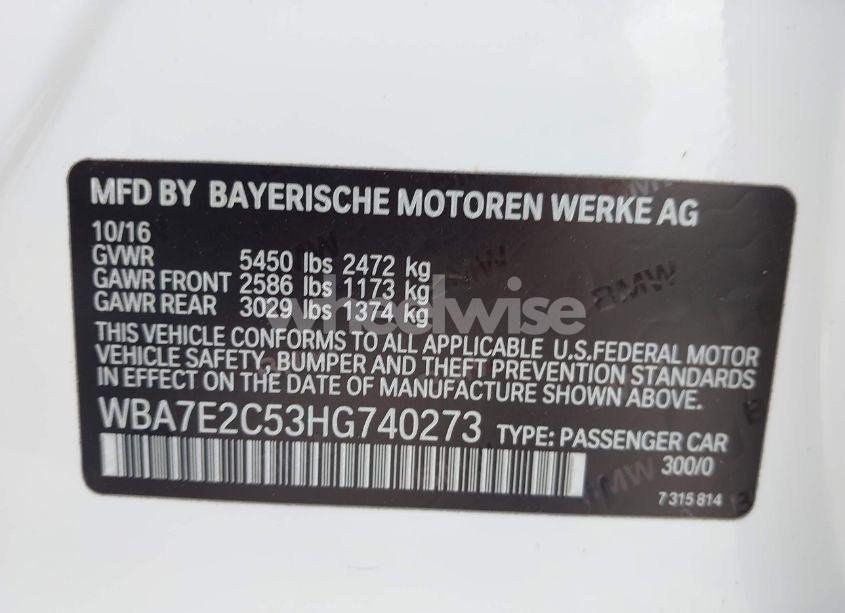 MFD BY BAYERISCHE MOTOREN WERKE AG
10/16
GVWR 5450 lbs 2472 kg
GAWR FRONT 2586 lbs 1173 kg
GAWR REAR 3029 lbs 1374 kg
wheelwise
BMW
THIS VEHICLE CONFORMS TO ALL APPLICABLE U.S.FEDERAL MOTOR
VEHICLE SAFETY, BUMPER AND THEFT PREVENTION STANDARDS
IN EFFECT ON THE DATE OF MANUFACTURE SHOWN ABOVE.
WBA7E2C53HG740273 TYPE: PASSENGER CAR
300/0
7 315 814